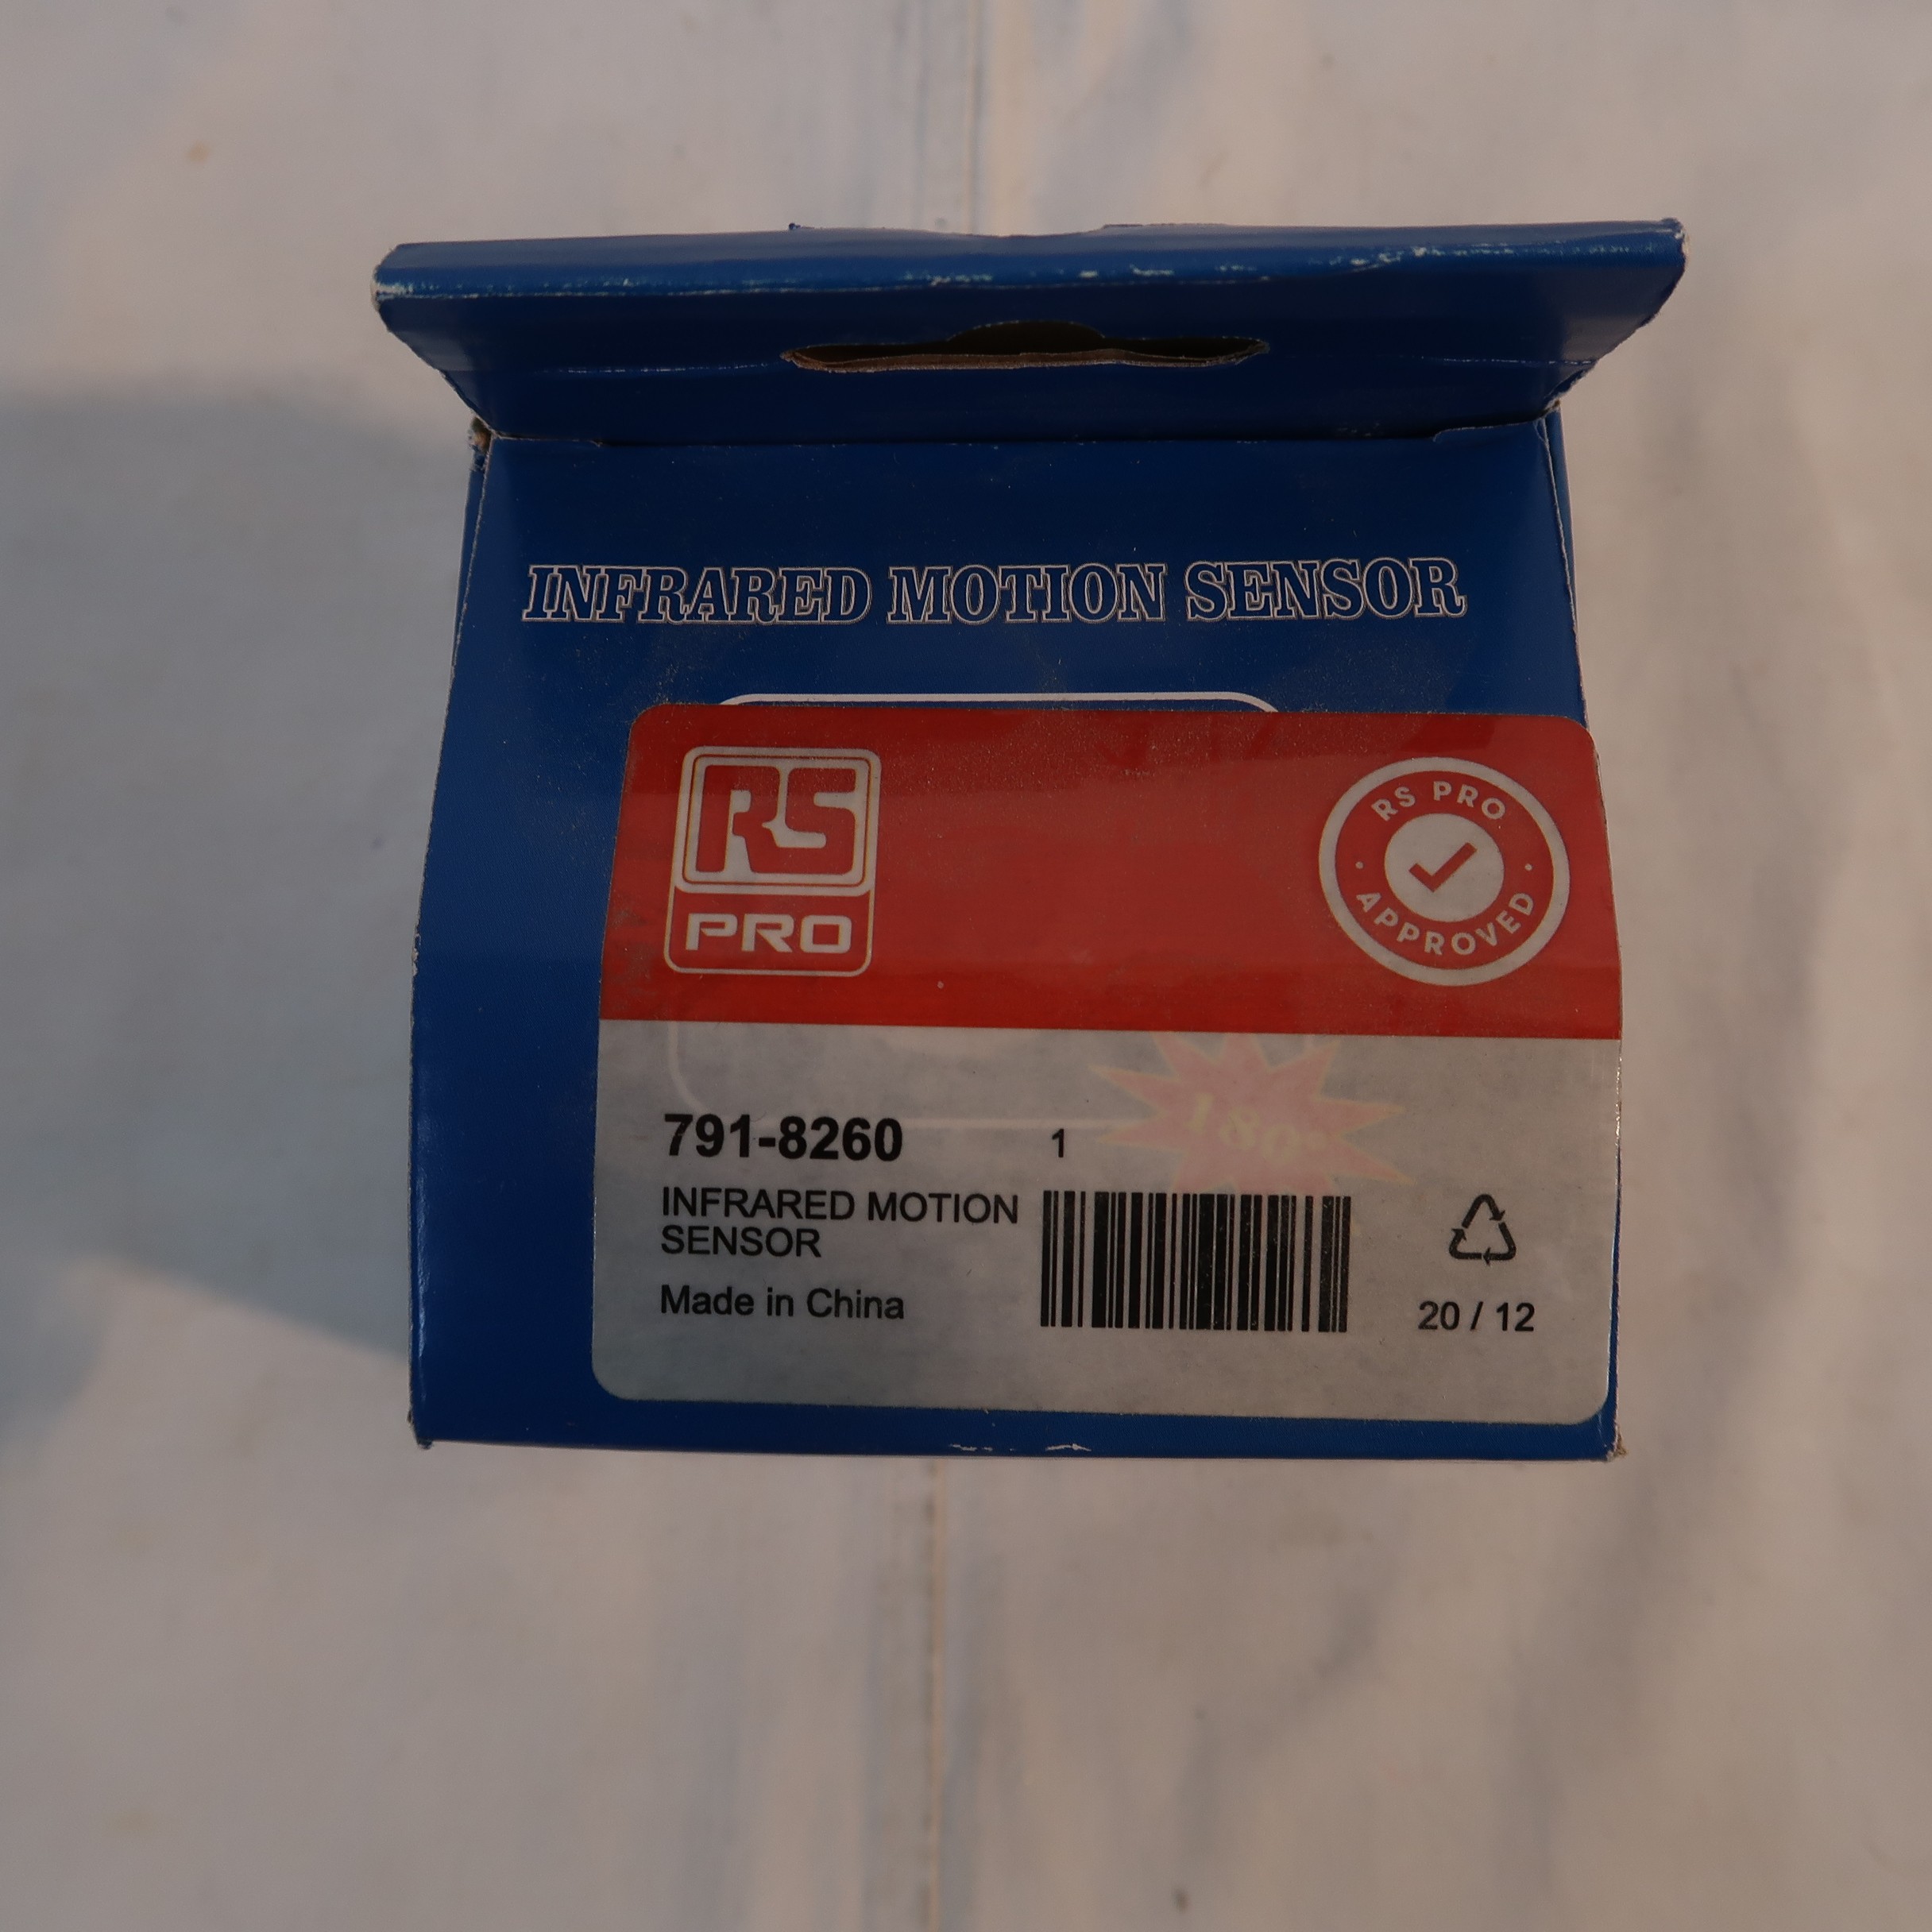 INFRARED MOTION SENSOR
RS
PRO
RS PRO
APPROVED
180°
791-8260
1
INFRARED MOTION
SENSOR
Made in China
20 / 12